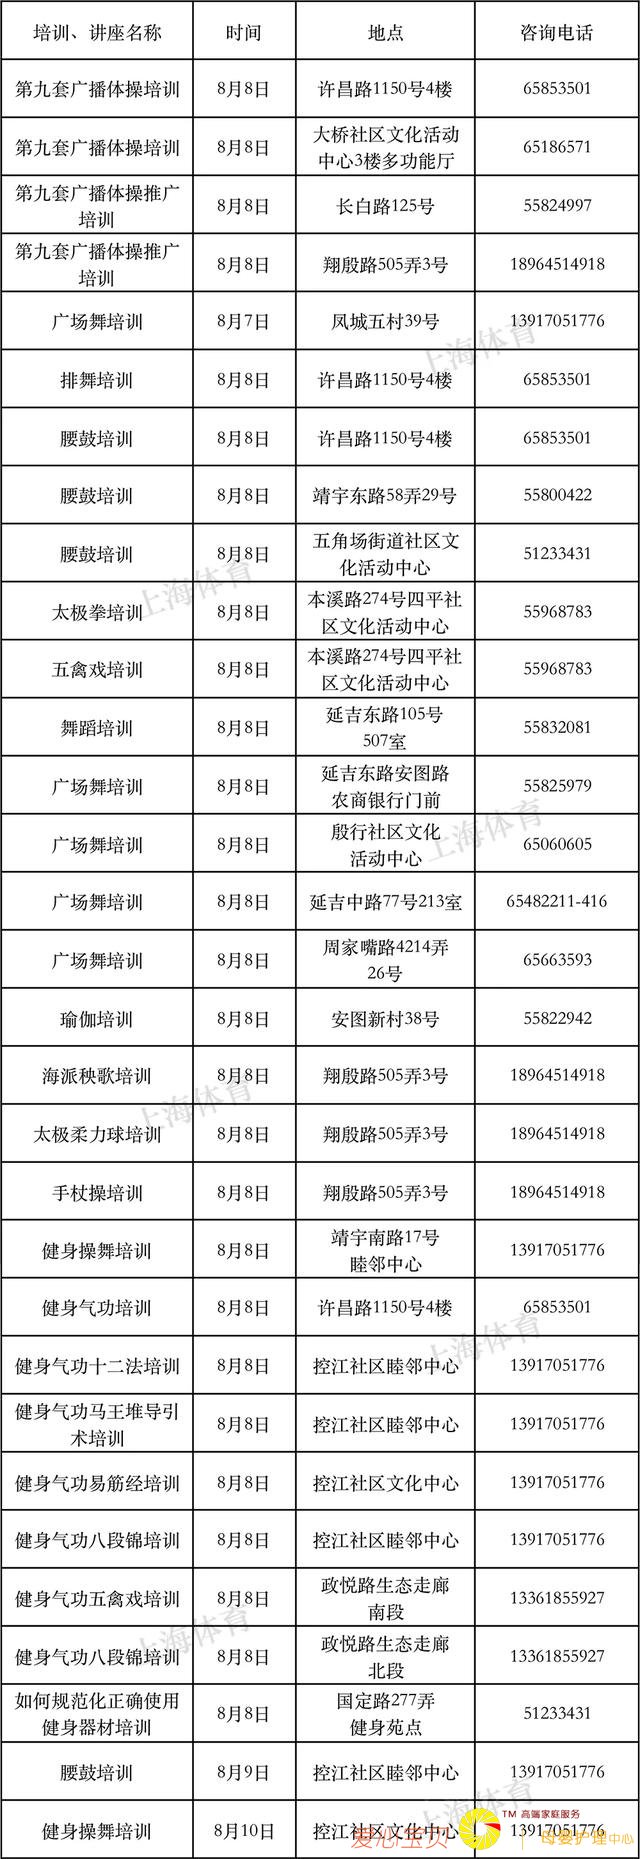 培训、讲座名称 时间 地点 咨询电话
第九套广播体操培训 8月8日 许昌路1150号4楼 65853501
第九套广播体操培训 8月8日 大桥社区文化活动
中心3楼多功能厅 65186571
第九套广播体操推广
培训 8月8日 长白路125号 55824997
第九套广播体操推广
培训 8月8日 翔殷路505弄3号 18964514918
广场舞培训 8月7日 凤城五村39号 13917051776
上海体育
排舞培训 8月8日 许昌路1150号4楼 65853501
腰鼓培训 8月8日 许昌路1150号4楼 65853501
腰鼓培训 8月8日 靖宇东路58弄29号 55800422
腰鼓培训 8月8日 五角场街道社区文
化活动中心 51233431
上海体育
太极拳培训 8月8日 本溪路274号四平社
区文化活动中心 55968783
五禽戏培训 8月8日 本溪路274号四平社
区文化活动中心 55968783
舞蹈培训 8月8日 延吉东路105号
507室 55832081
广场舞培训 8月8日 延吉东路安图路
农商银行门前 55825979
广场舞培训 8月8日 殷行社区文化
活动中心 65060605
上海体育
广场舞培训 8月8日 延吉中路77号213室 65482211-416
广场舞培训 8月8日 周家嘴路4214弄
26号 65663593
瑜伽培训 8月8日 安图新村38号 55822942
海派秧歌培训 8月8日 翔殷路505弄3号 18964514918
上海体育
太极柔力球培训 8月8日 翔殷路505弄3号 18964514918
手杖操培训 8月8日 翔殷路505弄3号 18964514918
健身操舞培训 8月8日 靖宇南路17号
睦邻中心 13917051776
健身气功培训 8月8日 许昌路1150号4楼 65853501
上海体育
健身气功十二法培训 8月8日 控江社区睦邻中心 13917051776
健身气功马王堆导引
术培训 8月8日 控江社区睦邻中心 13917051776
健身气功易筋经培训 8月8日 控江社区文化中心 13917051776
健身气功八段锦培训 8月8日 控江社区睦邻中心 13917051776
健身气功五禽戏培训 8月8日 政悦路生态走廊
南段 13361855927
上海体育
健身气功八段锦培训 8月8日 政悦路生态走廊
北段 13361855927
如何规范化正确使用
健身器材培训 8月8日 国定路277弄
健身苑点 51233431
腰鼓培训 8月9日 控江社区睦邻中心 13917051776
上海体育
健身操舞培训 8月10日 控江社区文化中心 13917051776
爱心宝贝 TM 高端家庭服务
母婴护理中心